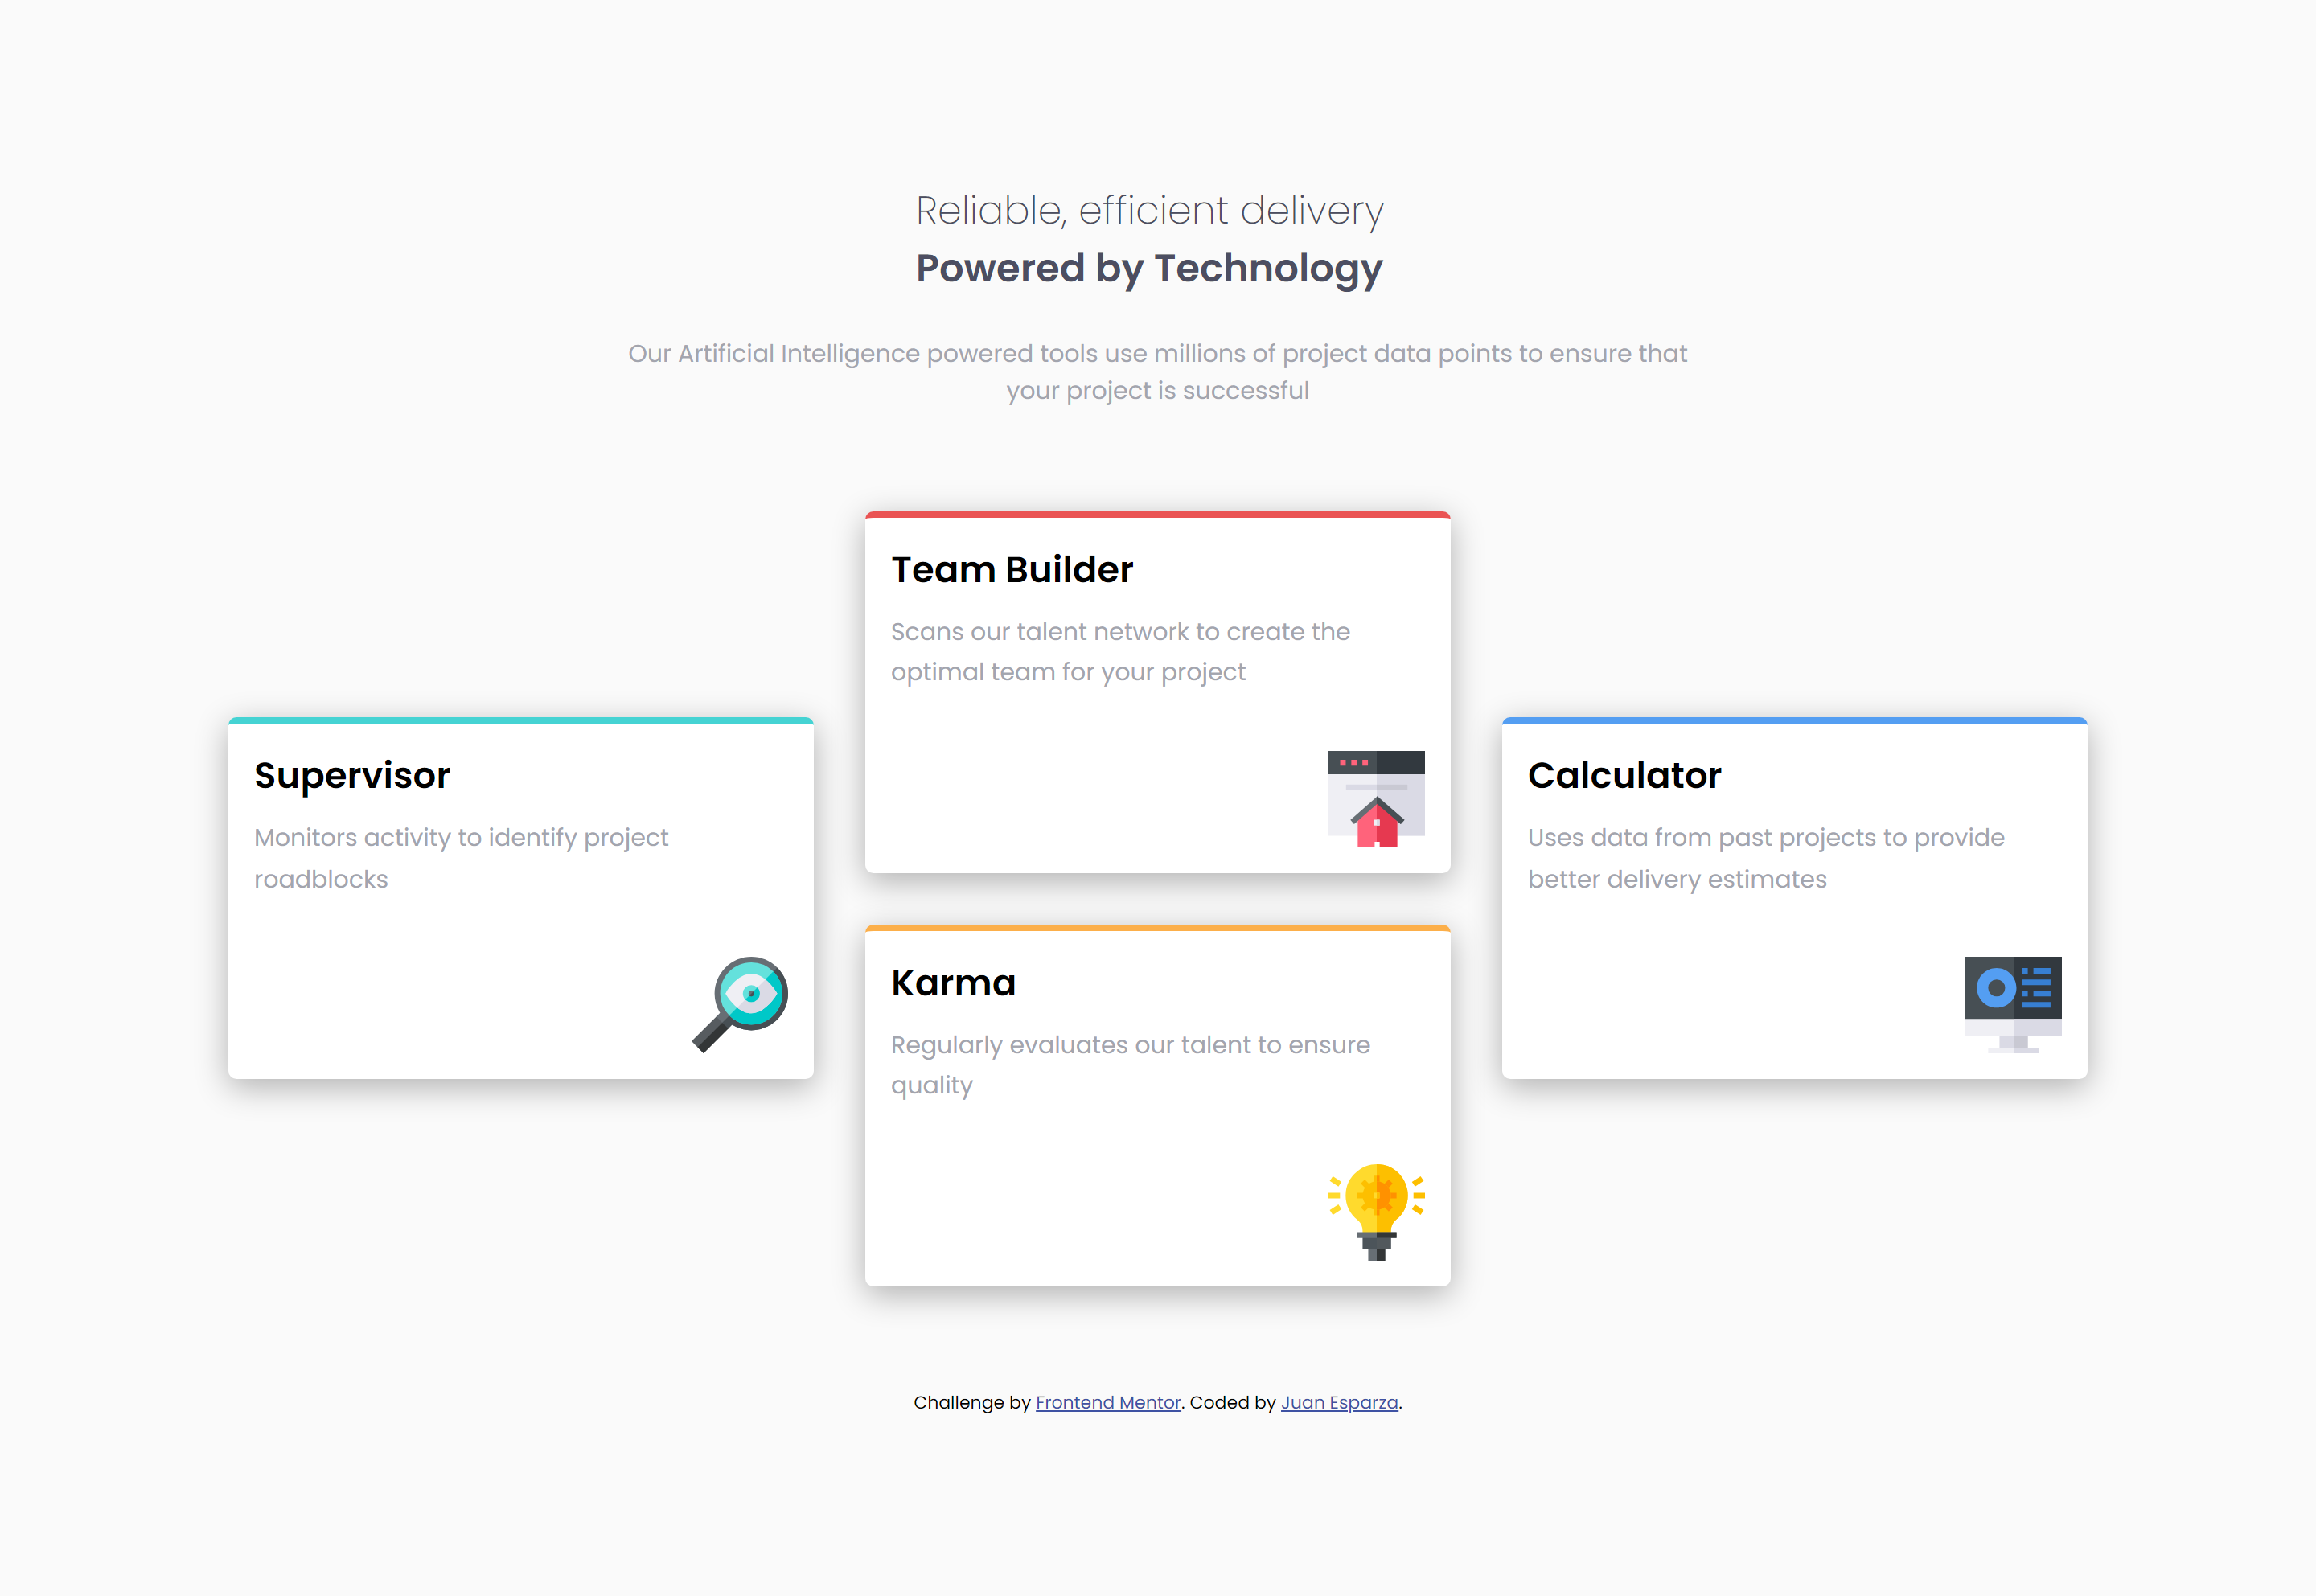 Reliable, efficient delivery
Powered by Technology
Our Artificial Intelligence powered tools use millions of project data points to ensure that
your project is successful
Team Builder
Scans our talent network to create the
optimal team for your project
Supervisor
Monitors activity to identify project
roadblocks
Calculator
Uses data from past projects to provide
better delivery estimates
Karma
Regularly evaluates our talent to ensure
quality
Challenge by Frontend Mentor. Coded by Juan Esparza.